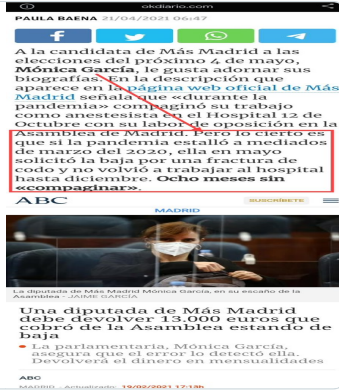 okdiario.com
PAULA BAENA 21/04/2021 06:47
A la candidata de Más Madrid a las
elecciones del próximo 4 de mayo,
Mónica García, le gusta adornar sus
biografías. En la descripción que
aparece en la página web oficial de Más
Madrid señala que «durante la
pandemia» compaginó su trabajo
como anestesista en el Hospital 12 de
Octubre con su labor de oposición en la
Asamblea de Madrid. Pero lo cierto es
que si la pandemia estalló a mediados
de marzo del 2020, ella en mayo
solicitó la baja por una fractura de
codo y no volvió a trabajar al hospital
hasta diciembre. Ocho meses sin
«compaginar».
ABC
SUSCRÍBETE
MADRID
La diputada de Más Madrid Mónica García, en su escaño de la
Asamblea - JAIME GARCÍA
Una diputada de Más Madrid
debe devolver 13.000 euros que
cobró de la Asamblea estando de
baja
• La parlamentaria, Mónica García,
asegura que el error lo detectó ella.
Devolverá el dinero en mensualidades
ABC
MADRID - Actualizado: 19/02/2021 17:18h